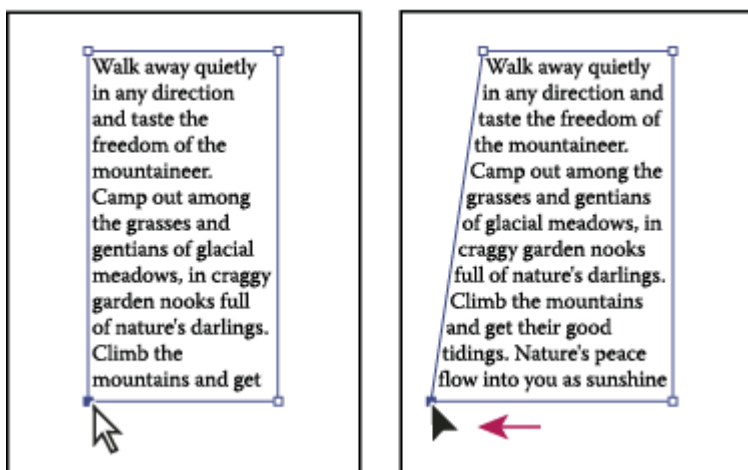 Walk away quietly
in any direction
and taste the
freedom of the
mountaineer.
Camp out among
the grasses and
gentians of glacial
meadows, in craggy
garden nooks full
of nature's darlings.
Climb the
mountains and get
Walk away quietly
in any direction and
taste the freedom of
the mountaineer.
Camp out among the
grasses and gentians
of glacial meadows, in
craggy garden nooks
full of nature's darlings.
Climb the mountains
and get their good
tidings. Nature's peace
flow into you as sunshine